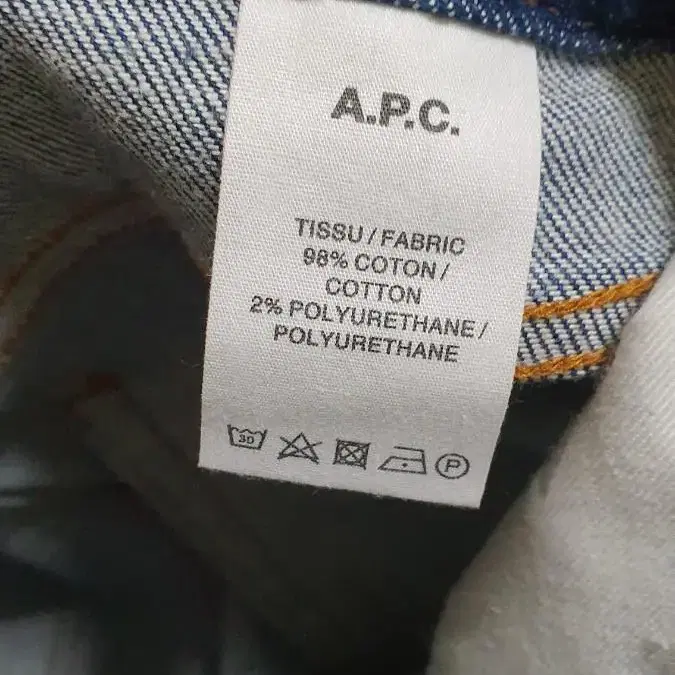 A.P.C.
TISSU / FABRIC
98% COTON /
COTTON
2% POLYURETHANE /
POLYURETHANE
30
P